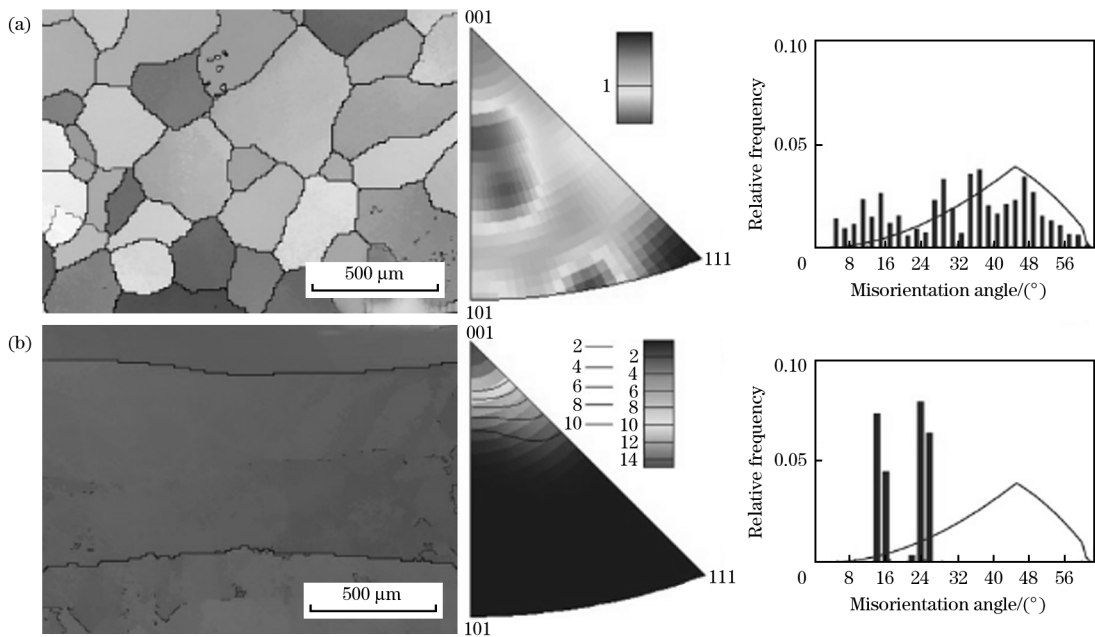 (a)
500 μm
001
111
101
1
Relative frequency
0.10
0.05
0 8 16 24 32 40 48 56
Misorientation angle/(°)
(b)
500 μm
001
111
101
2
4
6
8
10
2
4
6
8
10
12
14
Relative frequency
0.10
0.05
0 8 16 24 32 40 48 56
Misorientation angle/(°)